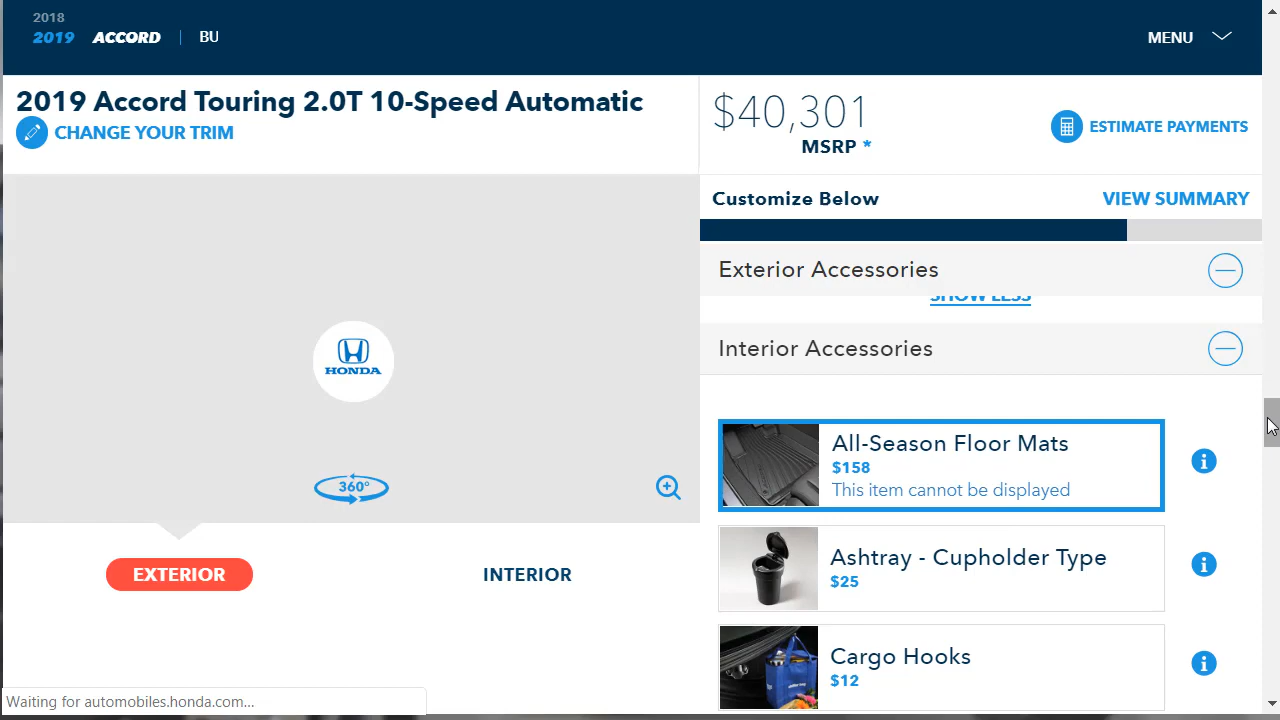 2018
2019 ACCORD | BU
MENU
2019 Accord Touring 2.0T 10-Speed Automatic
CHANGE YOUR TRIM
$40,301
MSRP *
ESTIMATE PAYMENTS
Customize Below
VIEW SUMMARY
Exterior Accessories
SHOW LESS
Interior Accessories
HONDA
360°
All-Season Floor Mats
$158
This item cannot be displayed
Ashtray - Cupholder Type
$25
Cargo Hooks
$12
EXTERIOR
INTERIOR
Waiting for automobiles.honda.com...